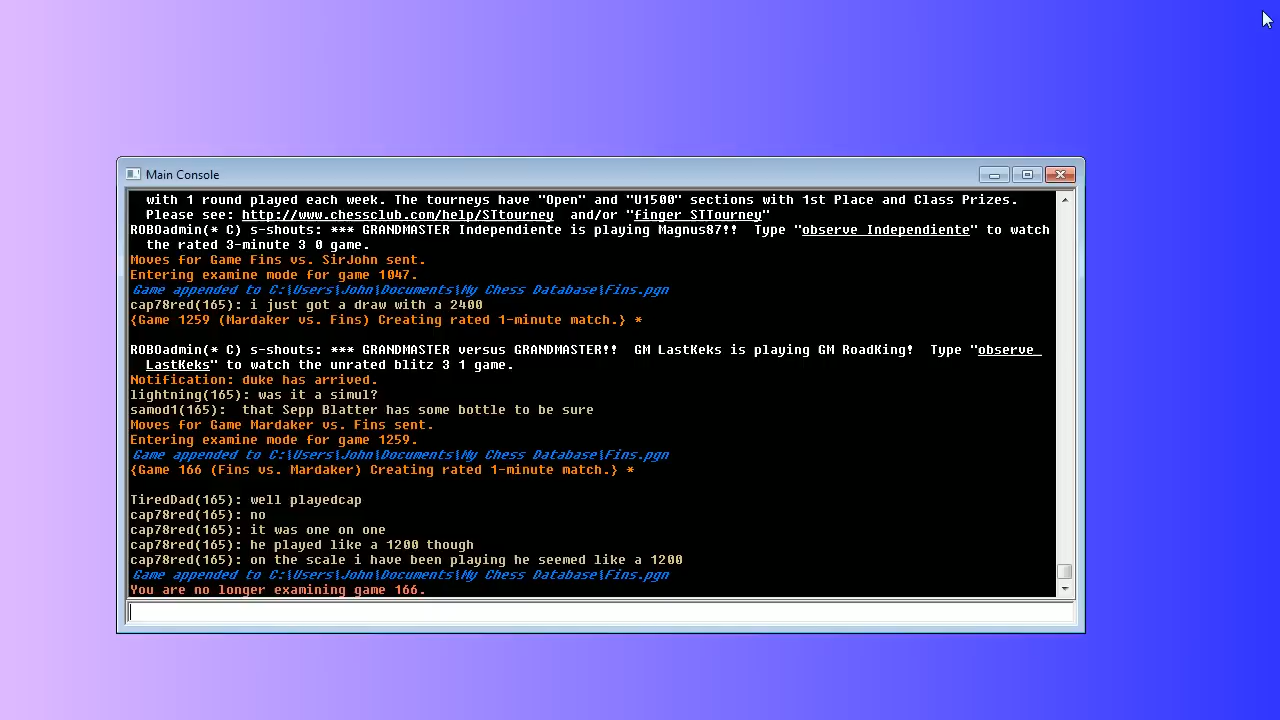 Main Console
with 1 round played each week. The tourneys have "Open" and "U1500" sections with 1st Place and Class Prizes.
Please see: http://www.chessclub.com/help/STtourney and/or "finger STTourney"
ROBOadmin(* C) s-shouts: *** GRANDMASTER Independiente is playing Magnus87!! Type "observe Independiente" to watch
the rated 3-minute 3 0 game.
Moves for Game Fins vs. SirJohn sent.
Entering examine mode for game 1047.
Game appended to C:\Users\John\Documents\My Chess Database\Fins.pgn
cap78red(165): i just got a draw with a 2400
{Game 1259 (Mardaker vs. Fins) Creating rated 1-minute match.} *
ROBOadmin(* C) s-shouts: *** GRANDMASTER versus GRANDMASTER!! GM LastKeks is playing GM RoadKing! Type "observe
LastKeks" to watch the unrated blitz 3 1 game.
Notification: duke has arrived.
lightning(165): was it a simul?
samod1(165): that Sepp Blatter has some bottle to be sure
Moves for Game Mardaker vs. Fins sent.
Entering examine mode for game 1259.
Game appended to C:\Users\John\Documents\My Chess Database\Fins.pgn
{Game 166 (Fins vs. Mardaker) Creating rated 1-minute match.} *
TiredDad(165): well playedcap
cap78red(165): no
cap78red(165): it was one on one
cap78red(165): he played like a 1200 though
cap78red(165): on the scale i have been playing he seemed like a 1200
Game appended to C:\Users\John\Documents\My Chess Database\Fins.pgn
You are no longer examining game 166.